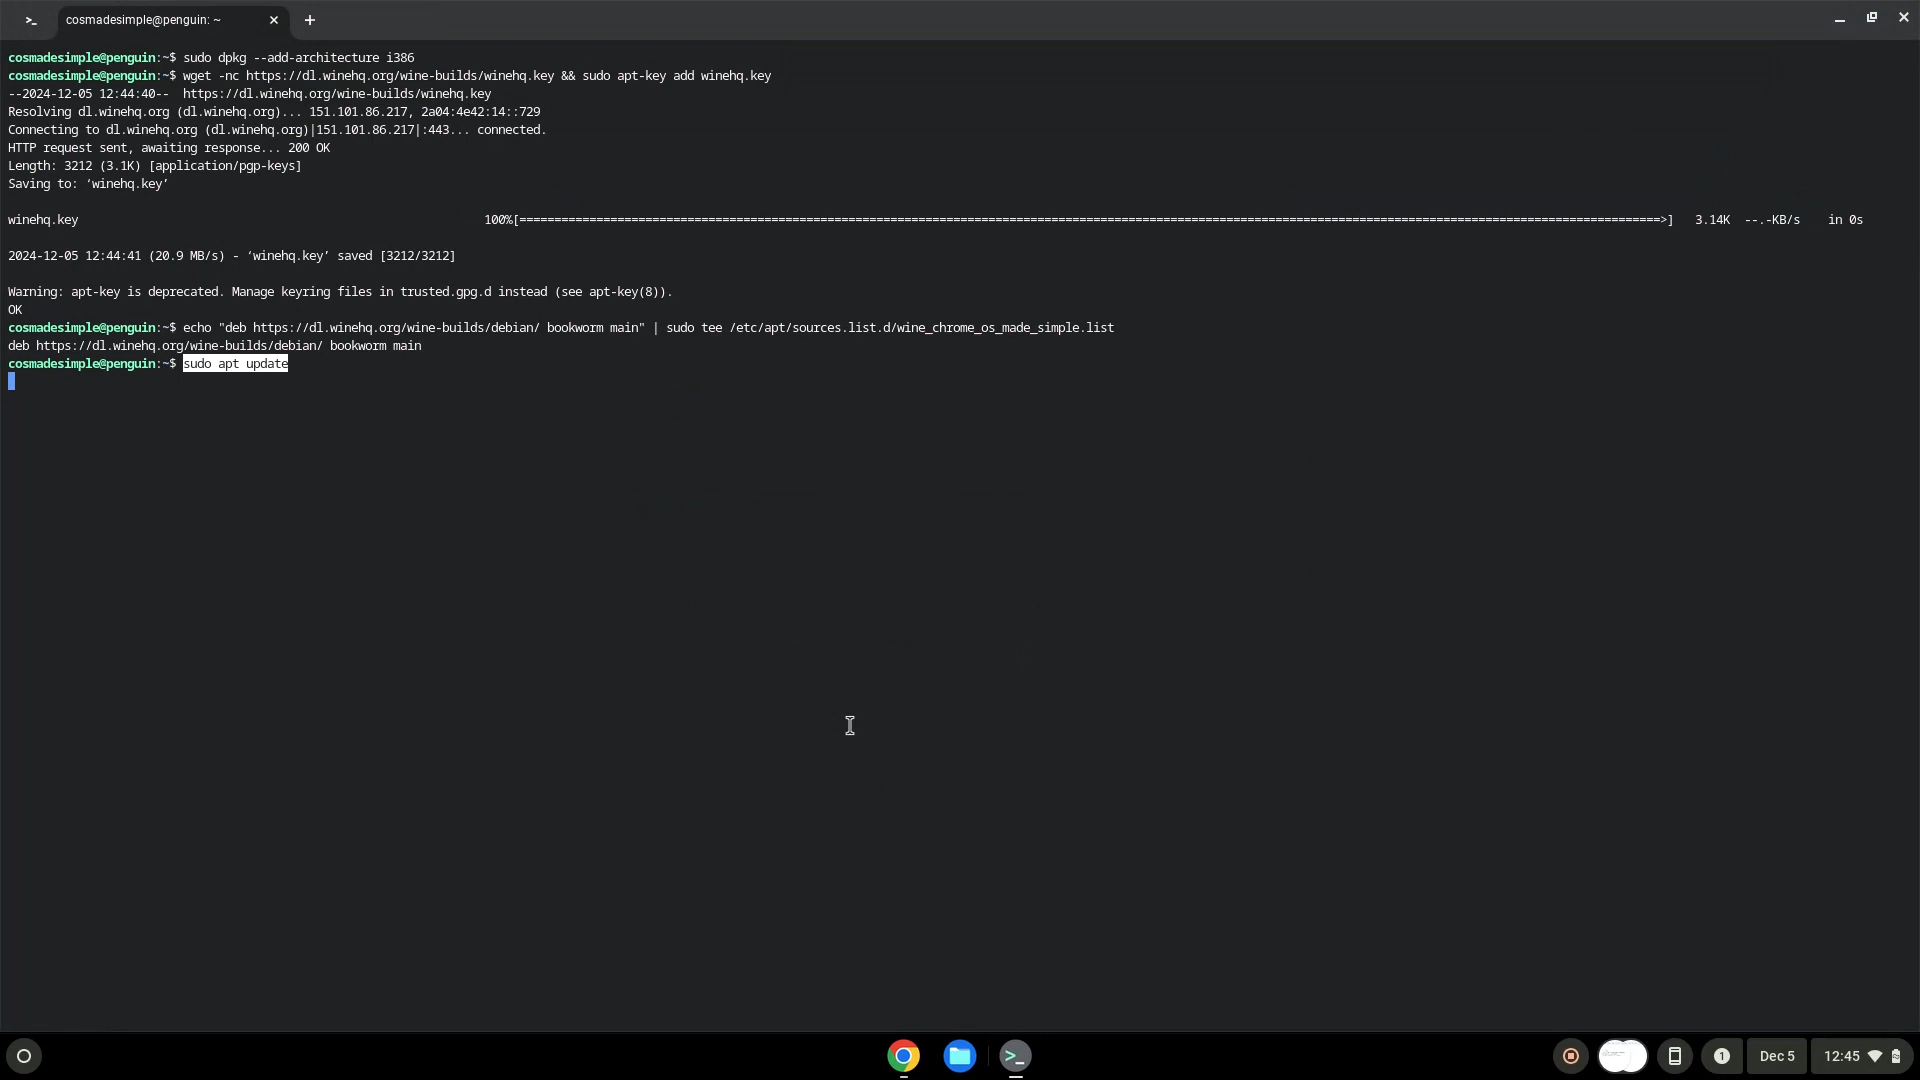 >_ cosmadesimple@penguin: ~
cosmadesimple@penguin:~$ sudo dpkg --add-architecture i386
cosmadesimple@penguin:~$ wget -nc https://dl.winehq.org/wine-builds/winehq.key && sudo apt-key add winehq.key
--2024-12-05 12:44:40--  https://dl.winehq.org/wine-builds/winehq.key
Resolving dl.winehq.org (dl.winehq.org)... 151.101.86.217, 2a04:4e42:14::729
Connecting to dl.winehq.org (dl.winehq.org)|151.101.86.217|:443... connected.
HTTP request sent, awaiting response... 200 OK
Length: 3212 (3.1K) [application/pgp-keys]
Saving to: ‘winehq.key’
winehq.key 100%[===================================================================================================================================================================>] 3.14K --.-KB/s in 0s
2024-12-05 12:44:41 (20.9 MB/s) - ‘winehq.key’ saved [3212/3212]
Warning: apt-key is deprecated. Manage keyring files in trusted.gpg.d instead (see apt-key(8)).
OK
cosmadesimple@penguin:~$ echo "deb https://dl.winehq.org/wine-builds/debian/ bookworm main" | sudo tee /etc/apt/sources.list.d/wine_chrome_os_made_simple.list
deb https://dl.winehq.org/wine-builds/debian/ bookworm main
cosmadesimple@penguin:~$ sudo apt update
>_ 1 Dec 5 12:45